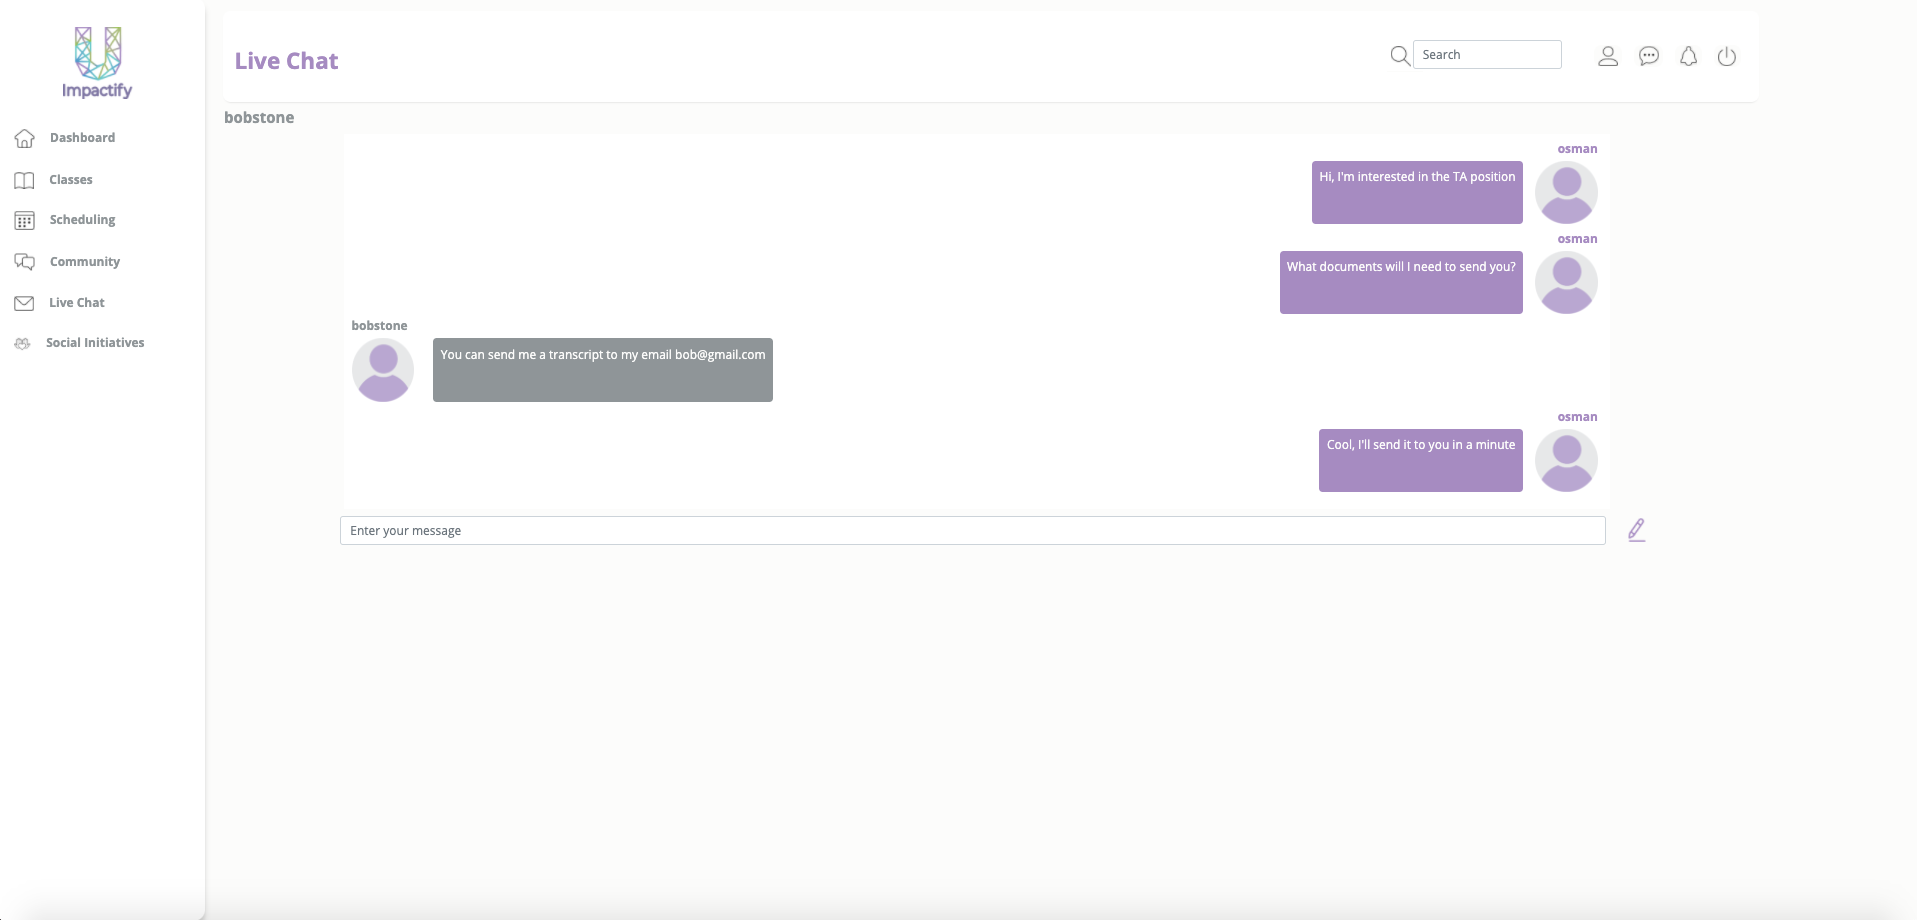 Impactify
Dashboard
Classes
Scheduling
Community
Live Chat
Social Initiatives
Live Chat
Search
bobstone
osman
Hi, I'm interested in the TA position
osman
What documents will I need to send you?
bobstone
You can send me a transcript to my email bob@gmail.com
osman
Cool, I'll send it to you in a minute
Enter your message